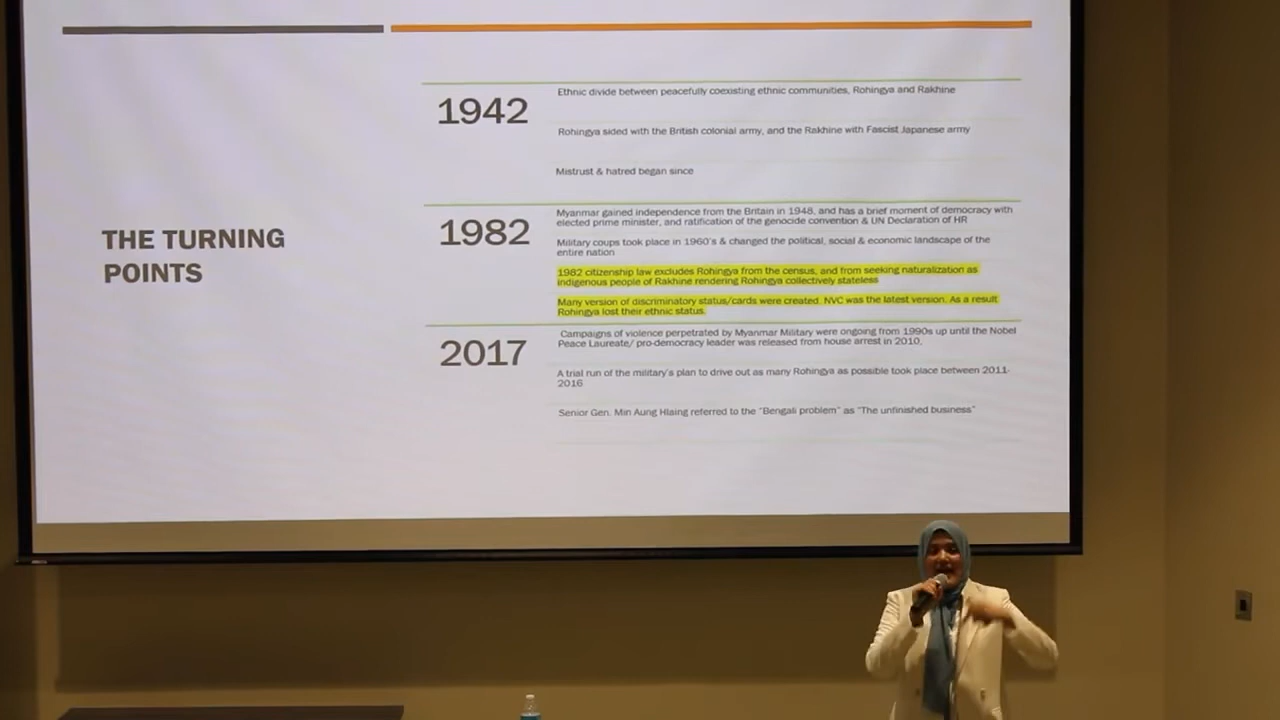 THE TURNING
POINTS
1942
Ethnic divide between peacefully coexisting ethnic communities, Rohingya and Rakhine
Rohingya sided with the British colonial army, and the Rakhine with Fascist Japanese army
Mistrust & hatred began since
1982
Myanmar gained independence from the Britain in 1948, and has a brief moment of democracy with
elected prime minister, and ratification of the genocide convention & UN Declaration of HR
Military coups took place in 1960's & changed the political, social & economic landscape of the
entire nation
1982 citizenship law excludes Rohingya from the census, and from seeking naturalization as
indigenous people of Rakhine rendering Rohingya collectively stateless
Many version of discriminatory status/cards were created. NVC was the latest version. As a result
Rohingya lost their ethnic status.
2017
Campaigns of violence perpetrated by Myanmar Military were ongoing from 1990s up until the Nobel
Peace Laureate/ pro-democracy leader was released from house arrest in 2010.
A trial run of the military's plan to drive out as many Rohingya as possible took place between 2011-
2016
Senior Gen. Min Aung Hlaing referred to the "Bengali problem" as "The unfinished business"